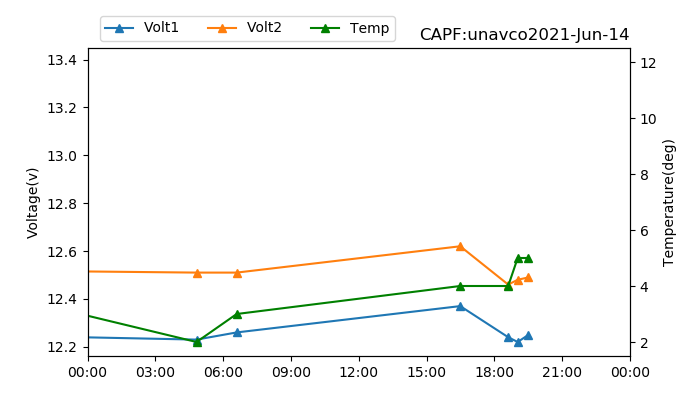 Volt1 Volt2 Temp
CAPF:unavco2021-Jun-14
Voltage(v)
13.4
13.2
13.0
12.8
12.6
12.4
12.2
12
10
8
6
4
2
Temperature(deg)
00:00 03:00 06:00 09:00 12:00 15:00 18:00 21:00 00:00